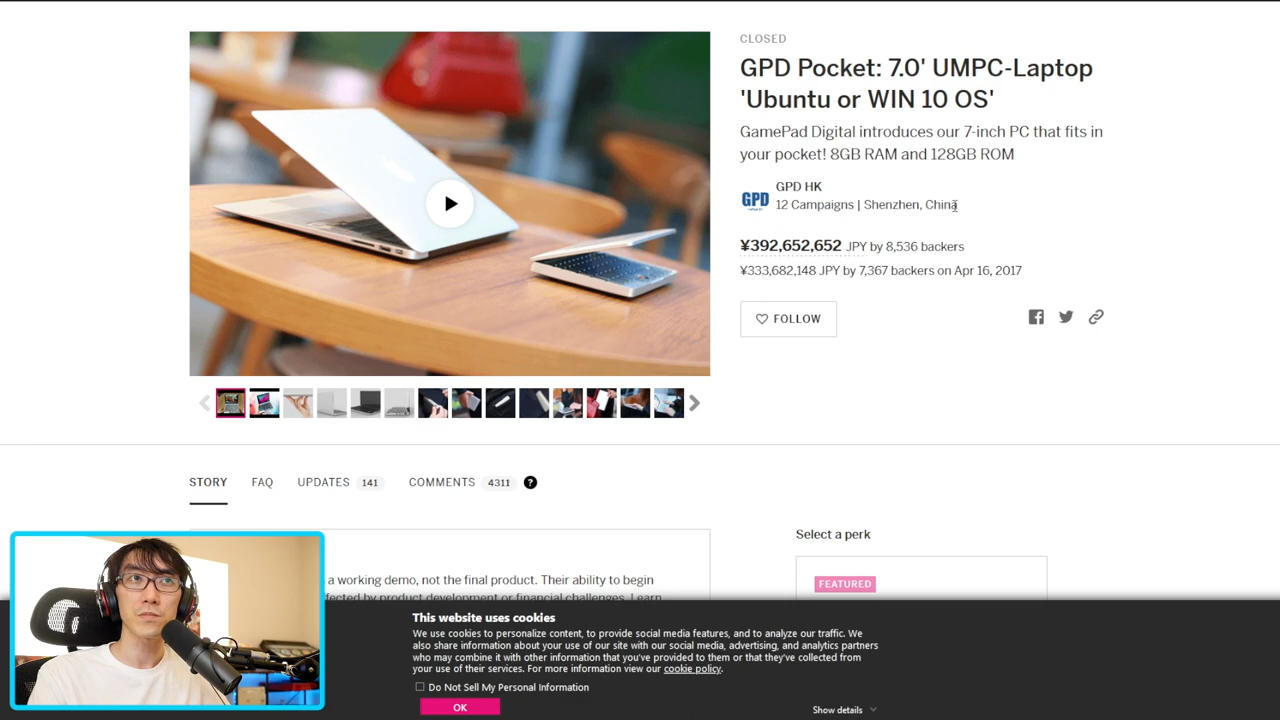 CLOSED
GPD Pocket: 7.0' UMPC-Laptop
'Ubuntu or WIN 10 OS'
GamePad Digital introduces our 7-inch PC that fits in
your pocket! 8GB RAM and 128GB ROM
GPD
GPD HK
12 Campaigns | Shenzhen, China
¥392,652,652 JPY by 8,536 backers
¥333,682,148 JPY by 7,367 backers on Apr 16, 2017
FOLLOW
STORY FAQ UPDATES 141 COMMENTS 4311 ?
Select a perk
a working demo, not the final product. Their ability to begin
FEATURED
ffected by product development or financial challenges. Learn
This website uses cookies
We use cookies to personalize content, to provide social media features, and to analyze our traffic. We
also share information about your use of our site with our social media, advertising, and analytics partners
who may combine it with other information that you've provided to them or that they've collected from
your use of their services. For more information view our cookie policy.
Do Not Sell My Personal Information
OK
Show details